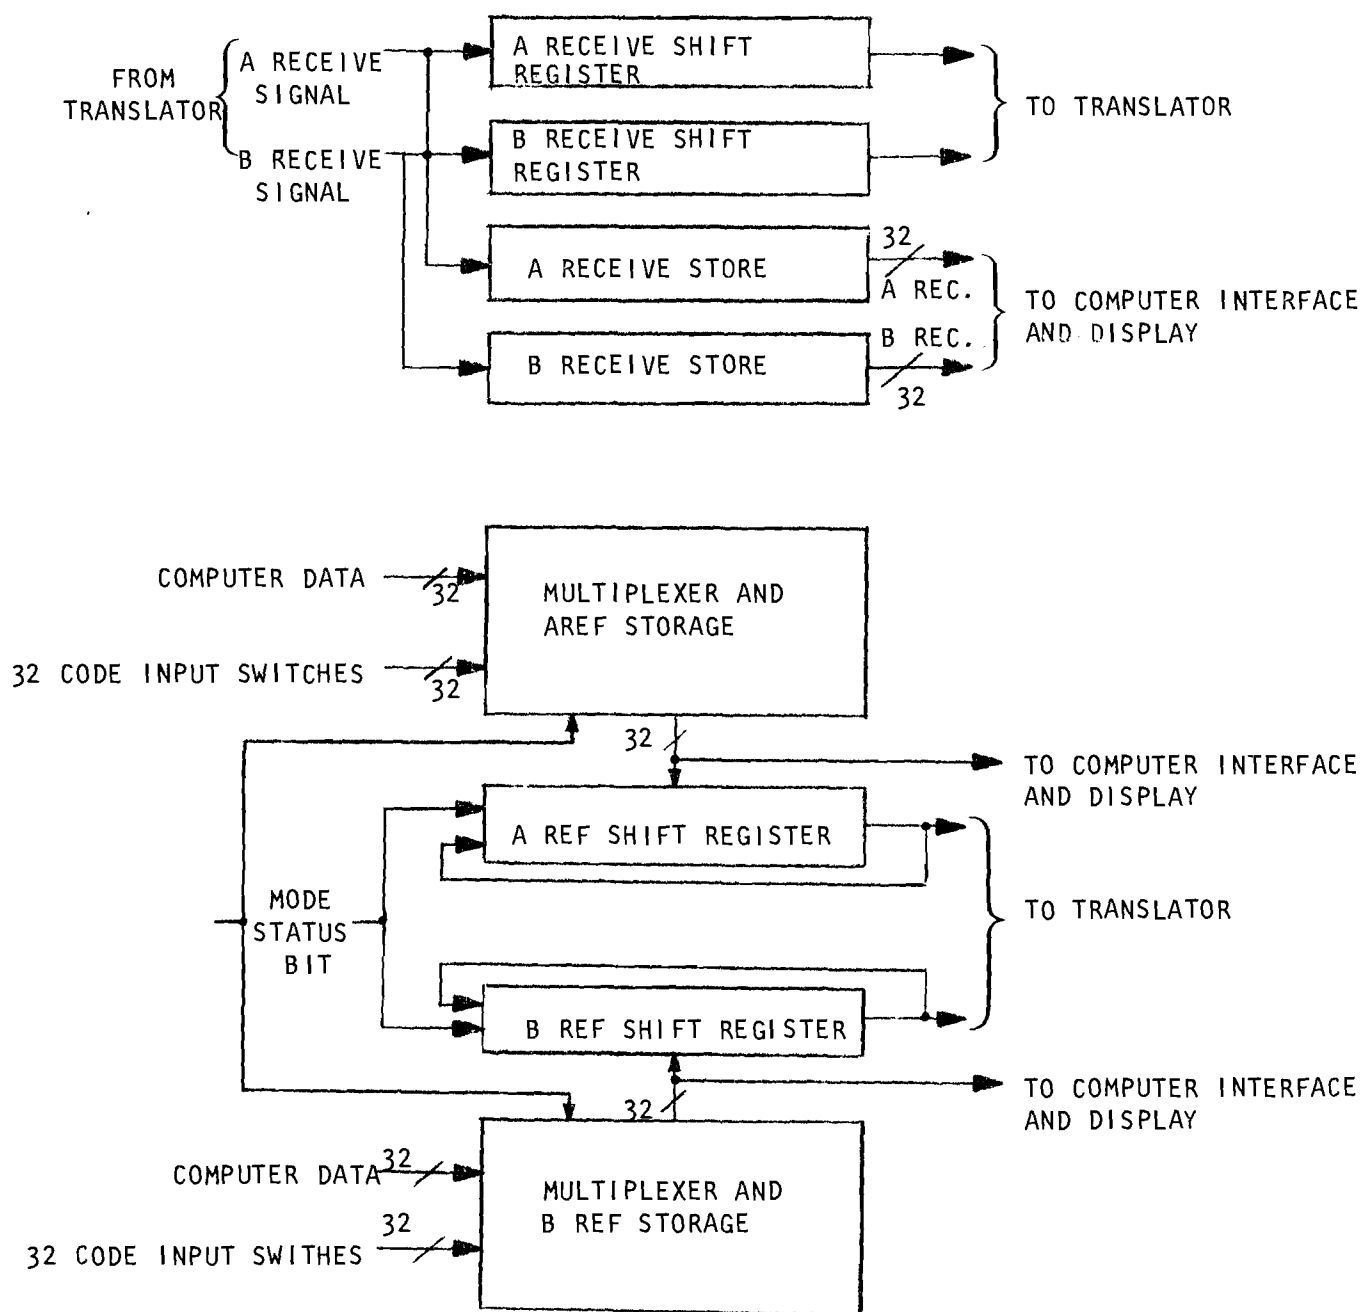 FROM
TRANSLATOR
A RECEIVE
SIGNAL
B RECEIVE
SIGNAL
A RECEIVE SHIFT
REGISTER
B RECEIVE SHIFT
REGISTER
TO TRANSLATOR
A RECEIVE STORE
32
A REC.
B RECEIVE STORE
B REC.
32
TO COMPUTER INTERFACE
AND DISPLAY
COMPUTER DATA
32
32 CODE INPUT SWITCHES
32
MULTIPLEXER AND
AREF STORAGE
32
TO COMPUTER INTERFACE
AND DISPLAY
A REF SHIFT REGISTER
MODE
STATUS
BIT
TO TRANSLATOR
B REF SHIFT REGISTER
32
TO COMPUTER INTERFACE
AND DISPLAY
COMPUTER DATA
32
32 CODE INPUT SWITHES
32
MULTIPLEXER AND
B REF STORAGE